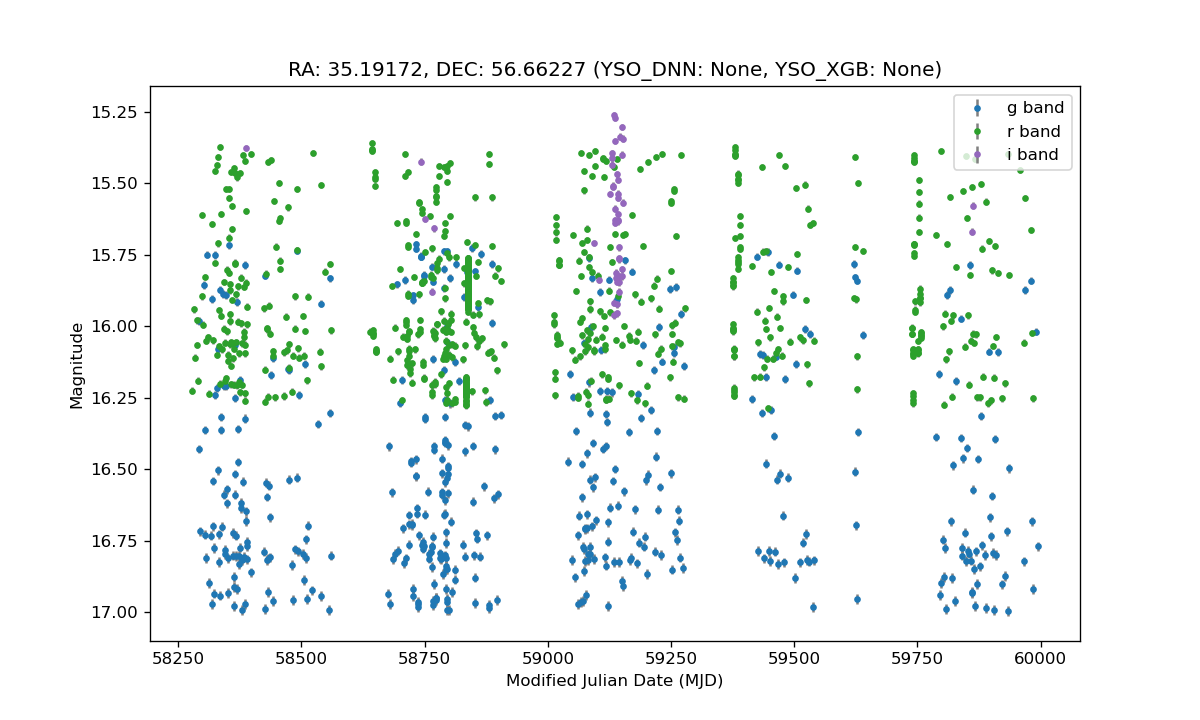 RA: 35.19172, DEC: 56.66227 (YSO_DNN: None, YSO_XGB: None)
g band
r band
i band
15.25
15.50
15.75
16.00
16.25
16.50
16.75
17.00
Magnitude
58250 58500 58750 59000 59250 59500 59750 60000
Modified Julian Date (MJD)